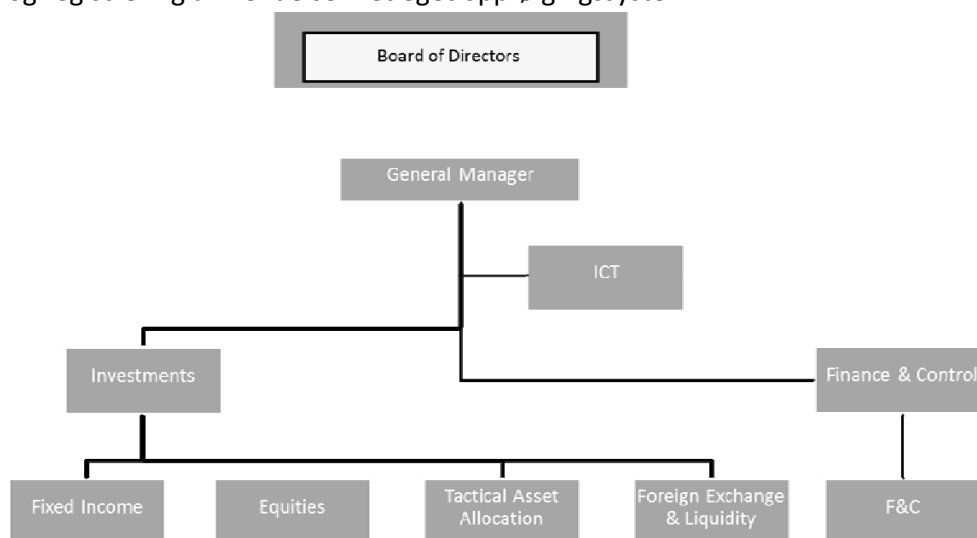 Board of Directors
General Manager
ICT
Investments
Finance & Control
Fixed Income
Equities
Tactical Asset
Allocation
Foreign Exchange
& Liquidity
F&C